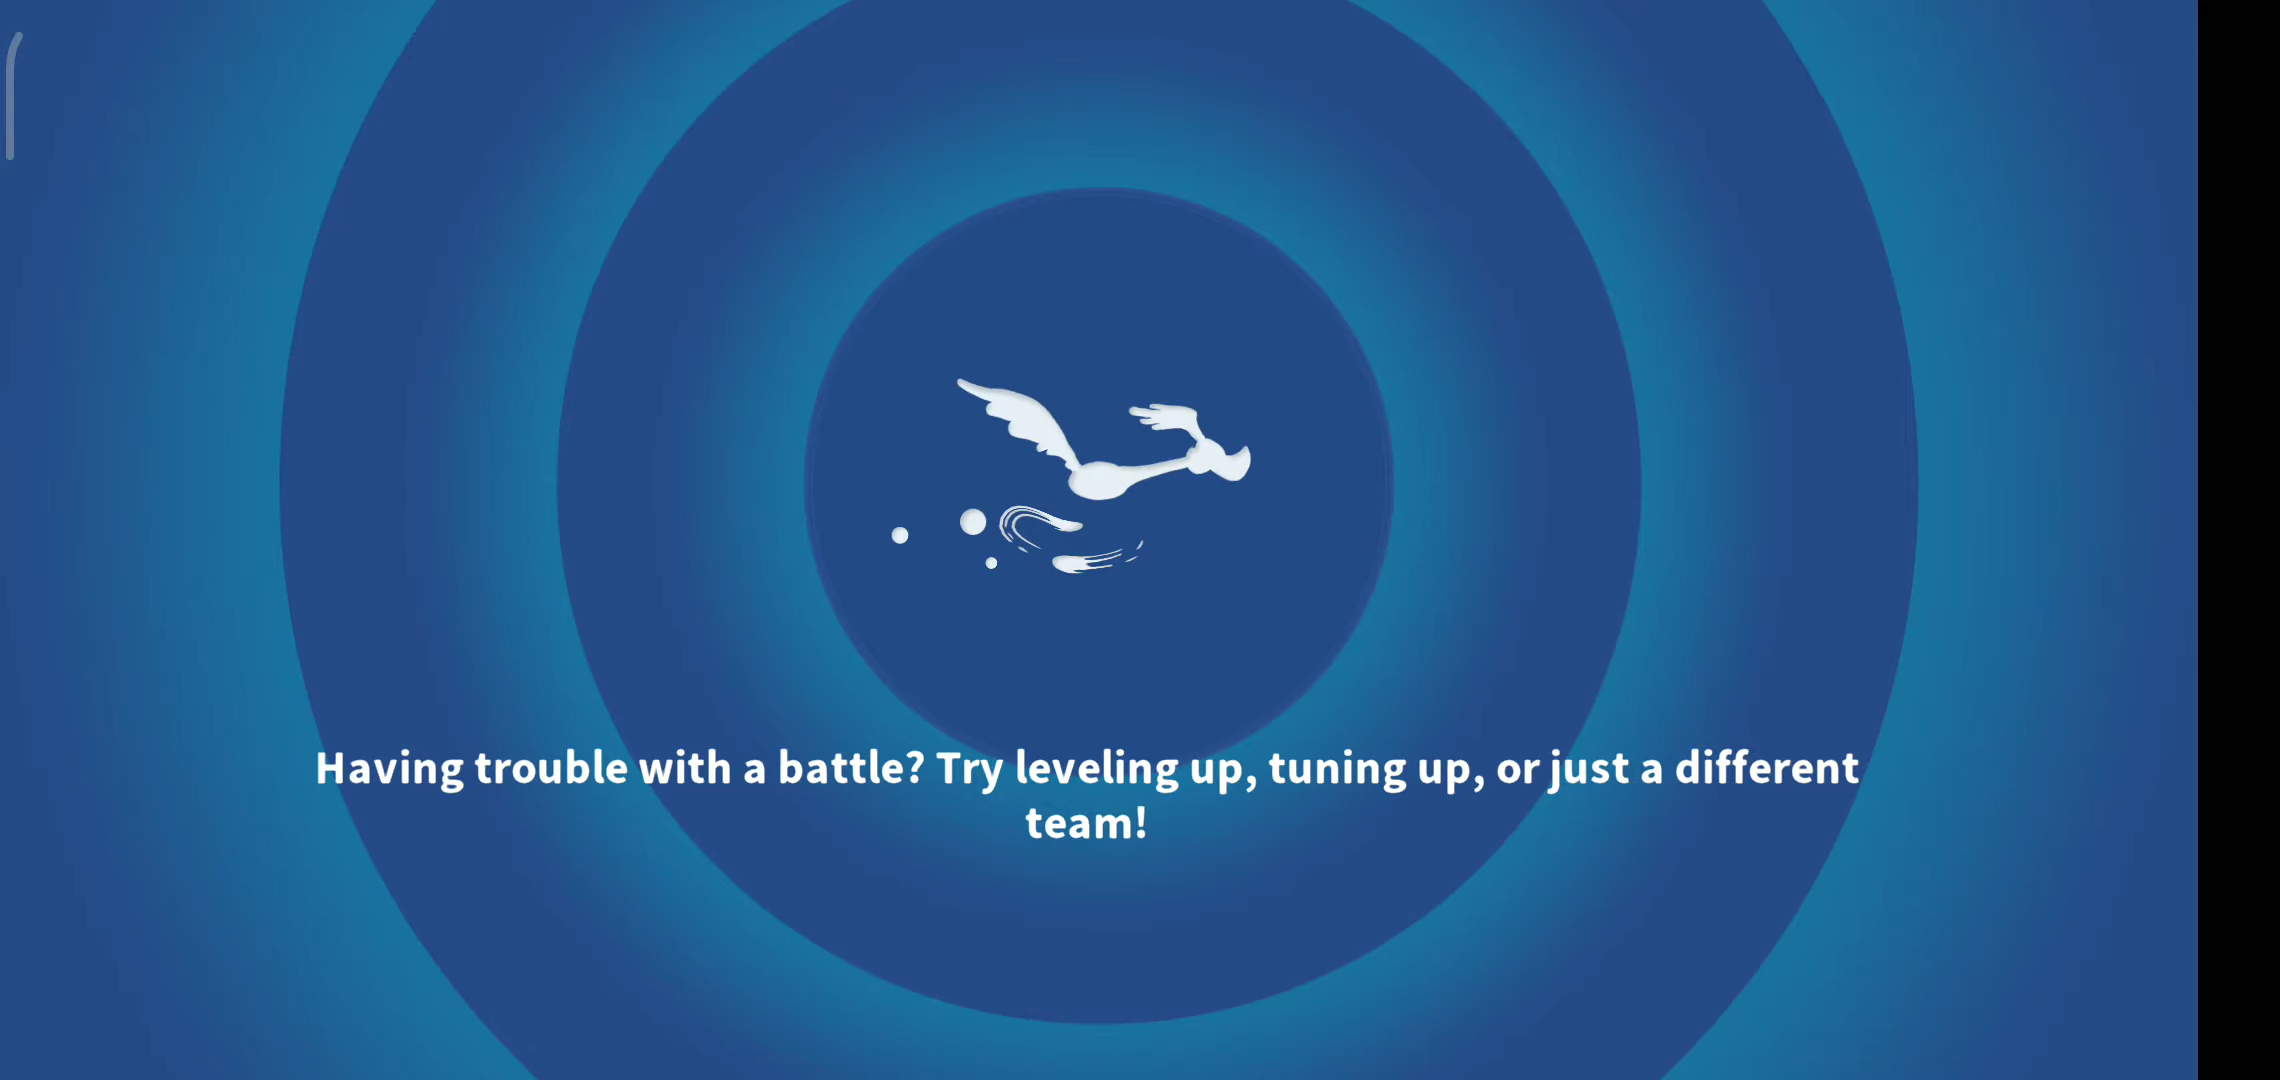 Having trouble with a battle? Try leveling up, tuning up, or just a different
team!